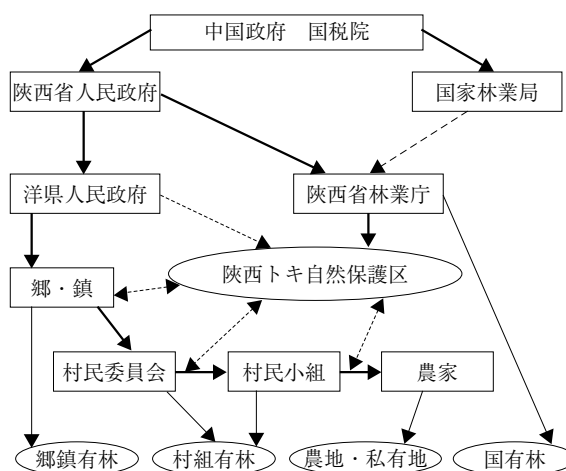 中国政府　国税院
陝西省人民政府
国家林業局
洋県人民政府
陝西省林業庁
陝西トキ自然保護区
郷・鎮
村民委員会
村民小組
農家
郷鎮有林
村組有林
農地・私有地
国有林